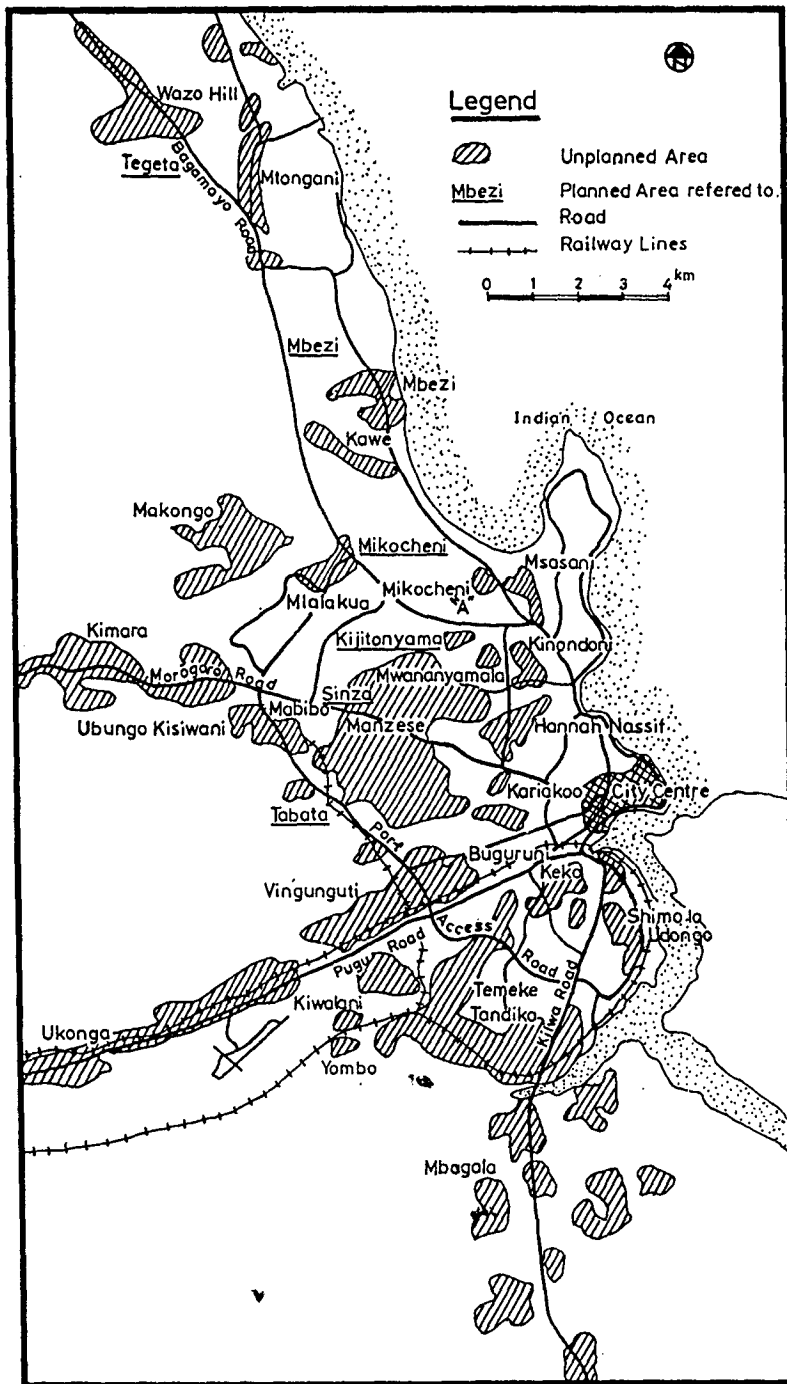 Legend
Unplanned Area
Mbezi Planned Area refered to.
Road
Railway Lines
0 1 2 3 4 km
Wazo Hill
Tegeta
Bagamayo Road
Mtongani
Mbezi
Mbezi
Kawe
Indian Ocean
Makongo
Mikocheni
Msasani
Mikocheni
"A"
Mlalakua
Kimara
Kijitonyama
Kinondoni
Morogoro Road
Mwananyamala
Sinza
Mabibo
Ubungo Kisiwani
Manzese
Hannah Nassif
Kariakoo
City Centre
Tabata
Port
Buguruni
Keko
Vingunguti
Access
Shimo la
Udongo
Pugu Road
Road
Temeke
Kiwalani
Tandika
Kilwa Road
Ukonga
Yombo
Mbagala